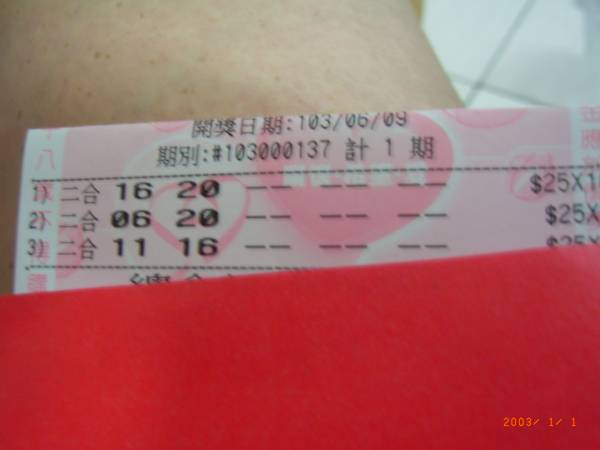 開獎日期:103/06/09
期別:#103000137 計 1 期
1) 二合 16 20 -- -- -- -- $25X1
2) 二合 06 20 -- -- -- -- $25X
3) 二合 11 16 -- -- -- -- $25X
2003/ 1/ 1